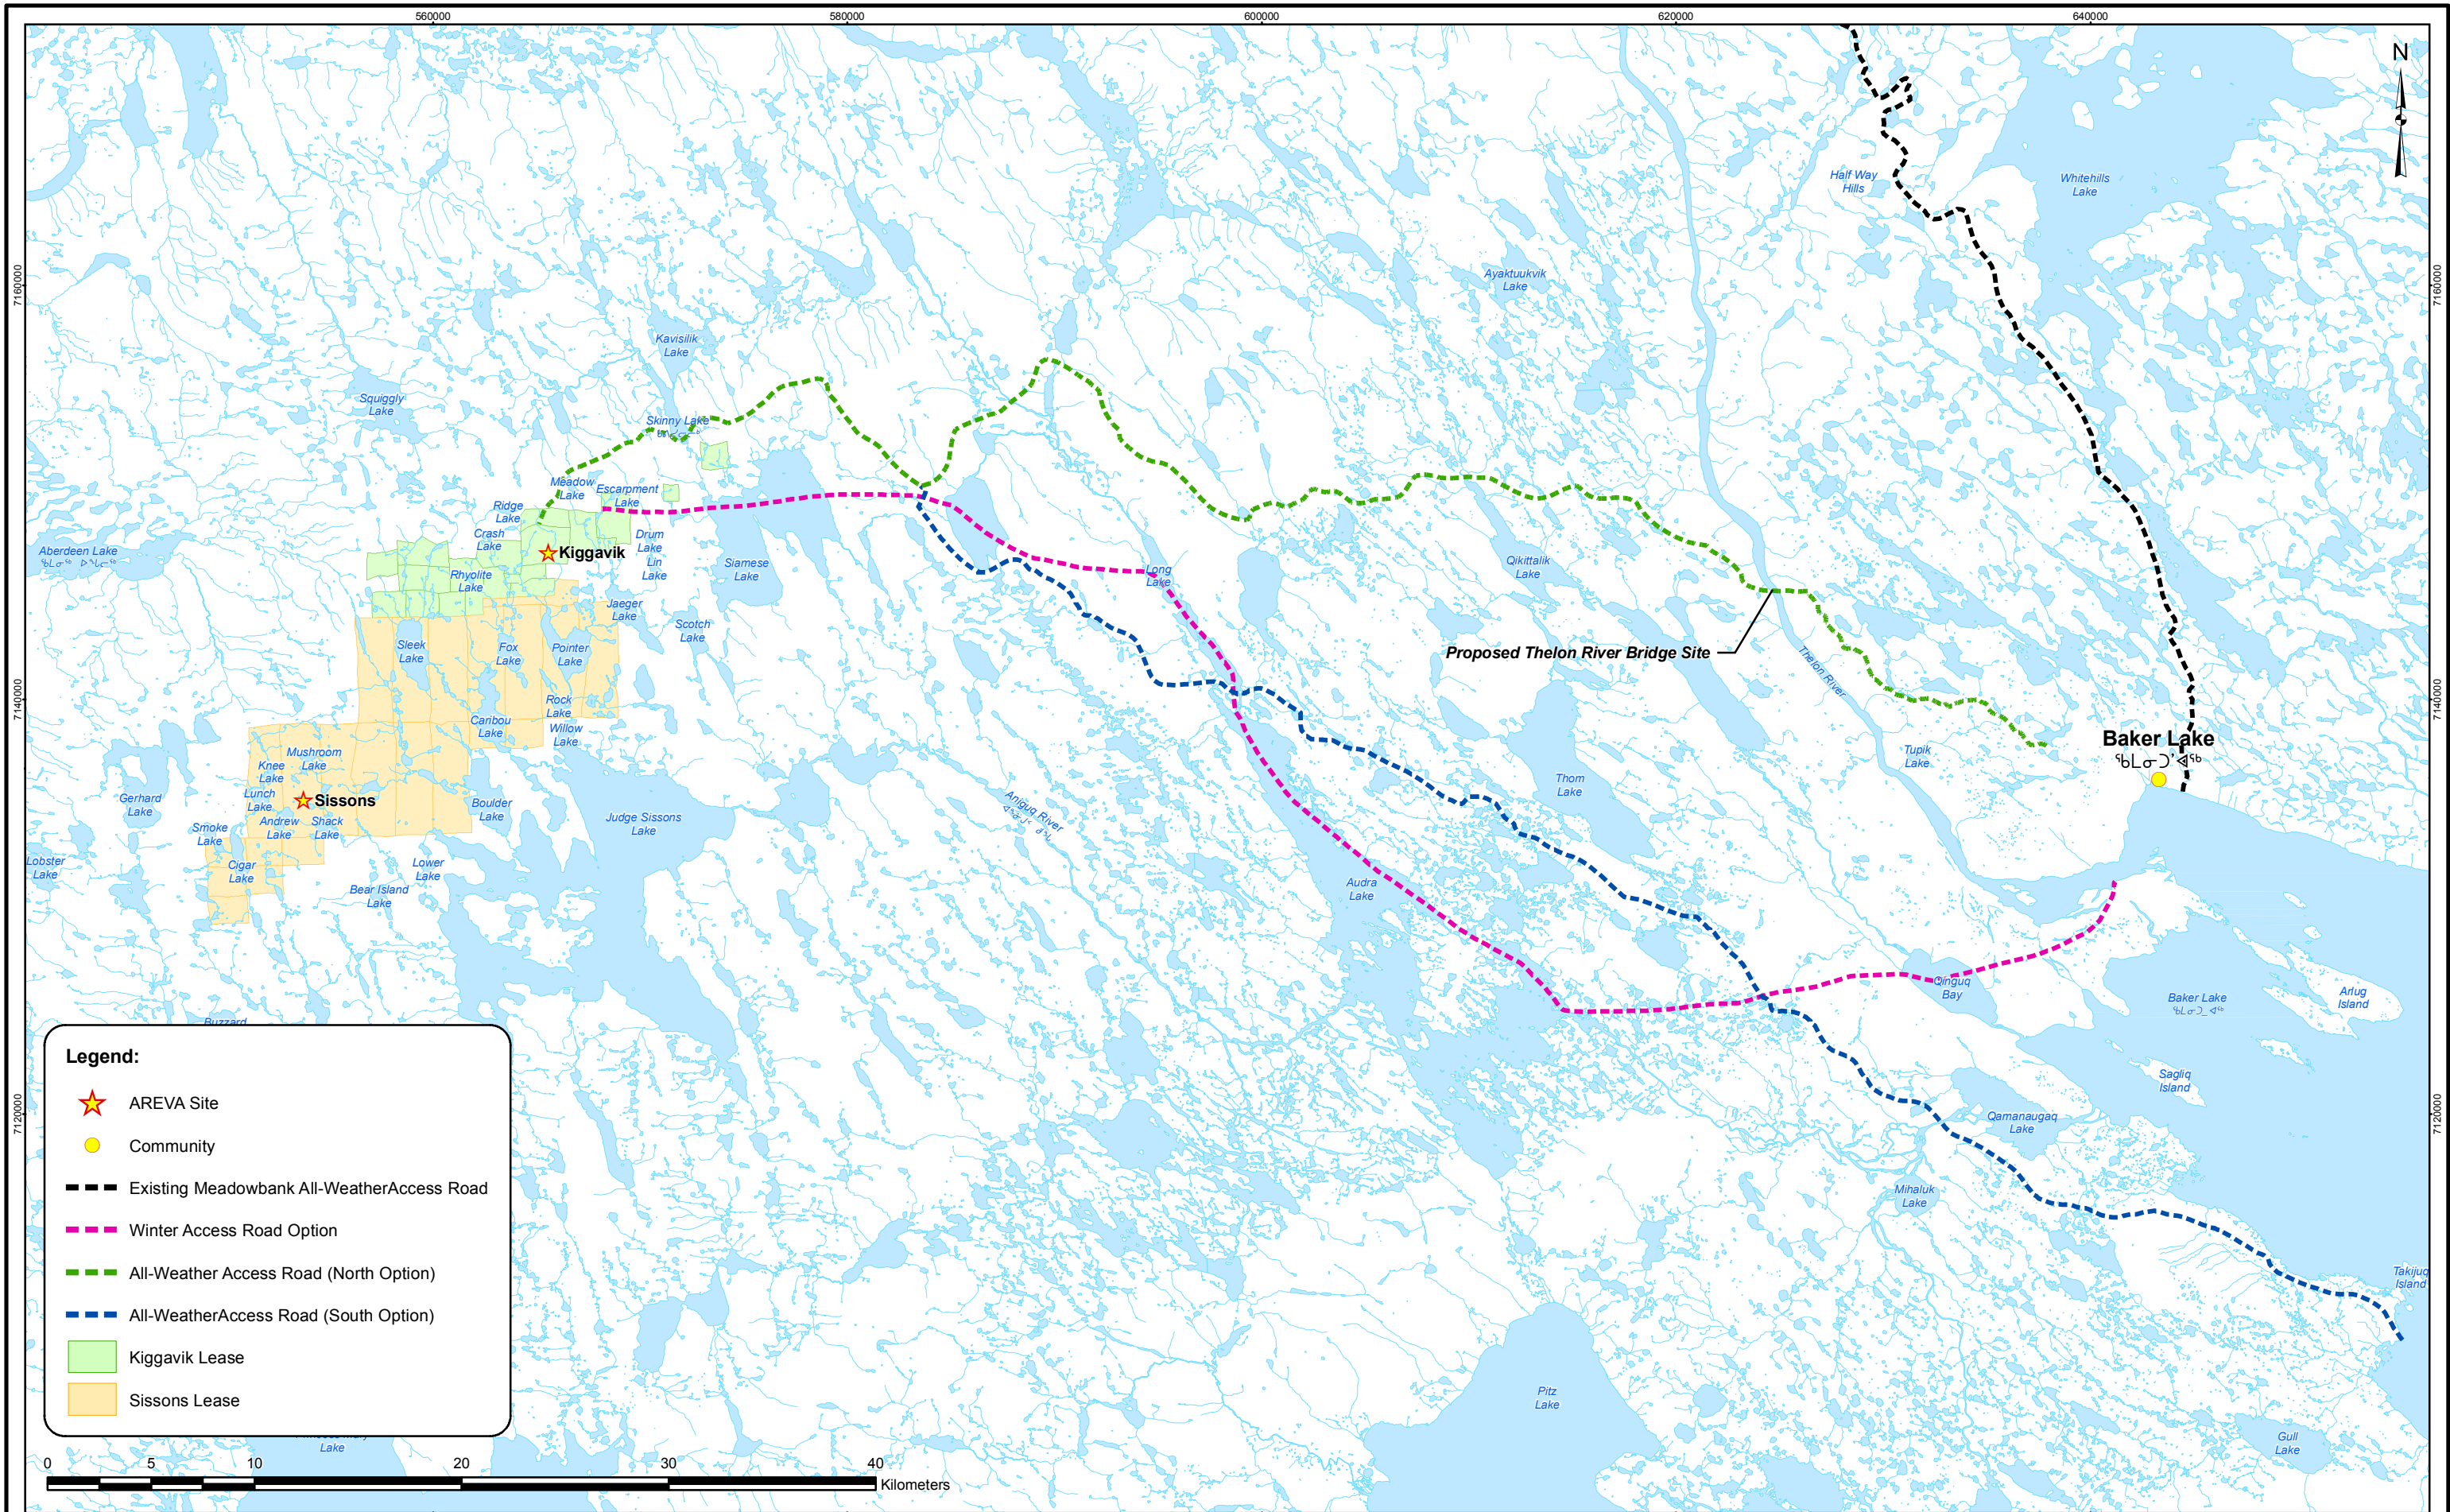 560000
580000
600000
620000
640000
N
Half Way
Hills
Whitehills
Lake
7160000
7160000
Ayaktuukvik
Lake
Kavisilik
Lake
Squiggly
Lake
Skinny Lake
Meadow
Lake
Escarpment
Lake
Ridge
Lake
Crash
Lake
Drum
Lake
Lin
Lake
Aberdeen Lake
Kiggavik
Siamese
Lake
Long
Lake
Qikittalik
Lake
Rhyolite
Lake
Jaeger
Lake
Scotch
Lake
Sleek
Lake
Fox
Lake
Pointer
Lake
Proposed Thelon River Bridge Site
Thelon River
7140000
7140000
Rock
Lake
Caribou
Lake
Willow
Lake
Baker Lake
ᖃᒪᓂᑐᐊᖅ
Tupik
Lake
Mushroom
Lake
Knee
Lake
Lunch
Lake
Sissons
Thom
Lake
Gerhard
Lake
Andrew
Lake
Shack
Lake
Boulder
Lake
Judge Sissons
Lake
Aniguq River
Smoke
Lake
Lobster
Lake
Cigar
Lake
Lower
Lake
Bear Island
Lake
Audra
Lake
Qinguq
Bay
Baker Lake
Arlug
Island
Buzzard
Sagliq
Island
7120000
7120000
Qamanaugaq
Lake
Mihaluk
Lake
Takijuq
Island
Pitz
Lake
Gull
Lake
Legend:
AREVA Site
Community
Existing Meadowbank All-WeatherAccess Road
Winter Access Road Option
All-Weather Access Road (North Option)
All-WeatherAccess Road (South Option)
Kiggavik Lease
Sissons Lease
Lake
0 5 10 20 30 40
Kilometers